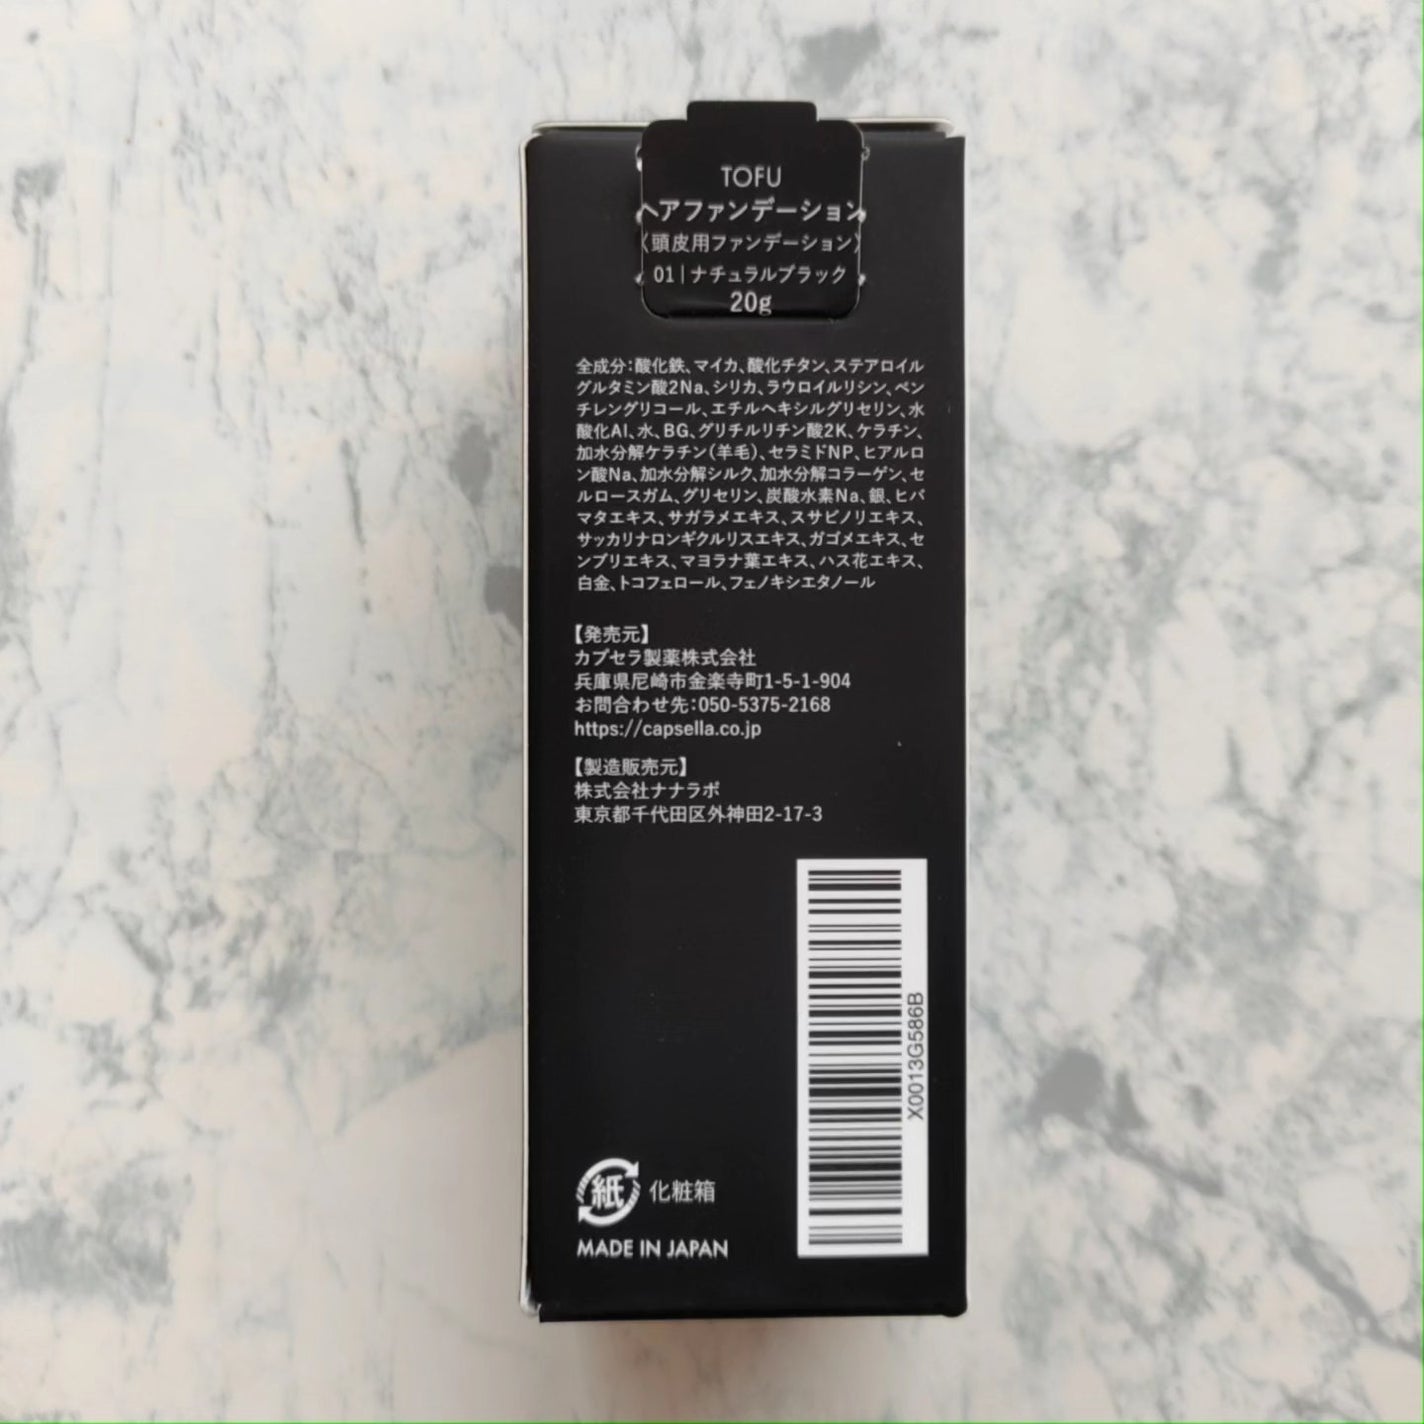 TOFU
ヘアファンデーション
〈頭皮用ファンデーション〉
01｜ナチュラルブラック
20g
全成分：酸化鉄、マイカ、酸化チタン、ステアロイル
グルタミン酸2Na、シリカ、ラウロイルリシン、ペン
チレングリコール、エチルヘキシルグリセリン、水
酸化Al、水、BG、グリチルリチン酸2K、ケラチン、
加水分解ケラチン（羊毛）、セラミドNP、ヒアルロ
ン酸Na、加水分解シルク、加水分解コラーゲン、セ
ルロースガム、グリセリン、炭酸水素Na、銀、ヒバ
マタエキス、サガラメエキス、スサビノリエキス、
サッカリナロンギクルリスエキス、ガゴメエキス、セ
ンブリエキス、マヨラナ葉エキス、ハス花エキス、
白金、トコフェロール、フェノキシエタノール
【発売元】
カプセラ製薬株式会社
兵庫県尼崎市金楽寺町1-5-1-904
お問合わせ先：050-5375-2168
https://capsella.co.jp
【製造販売元】
株式会社ナナラボ
東京都千代田区外神田2-17-3
X0013G586B
紙 化粧箱
MADE IN JAPAN